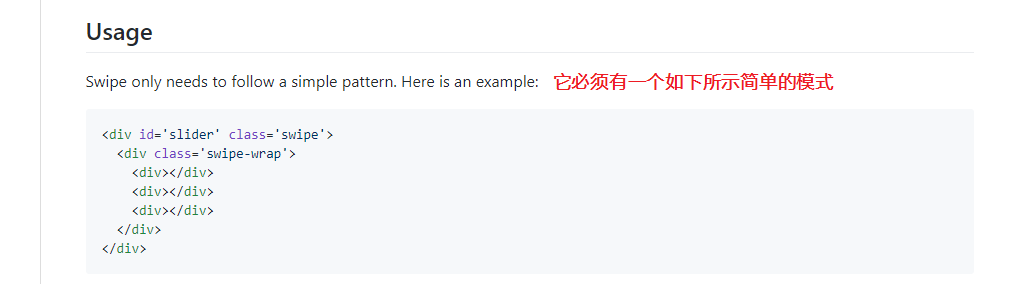 Usage
Swipe only needs to follow a simple pattern. Here is an example: 它必须有一个如下所示简单的模式
<div id='slider' class='swipe'>
  <div class='swipe-wrap'>
    <div></div>
    <div></div>
    <div></div>
  </div>
</div>